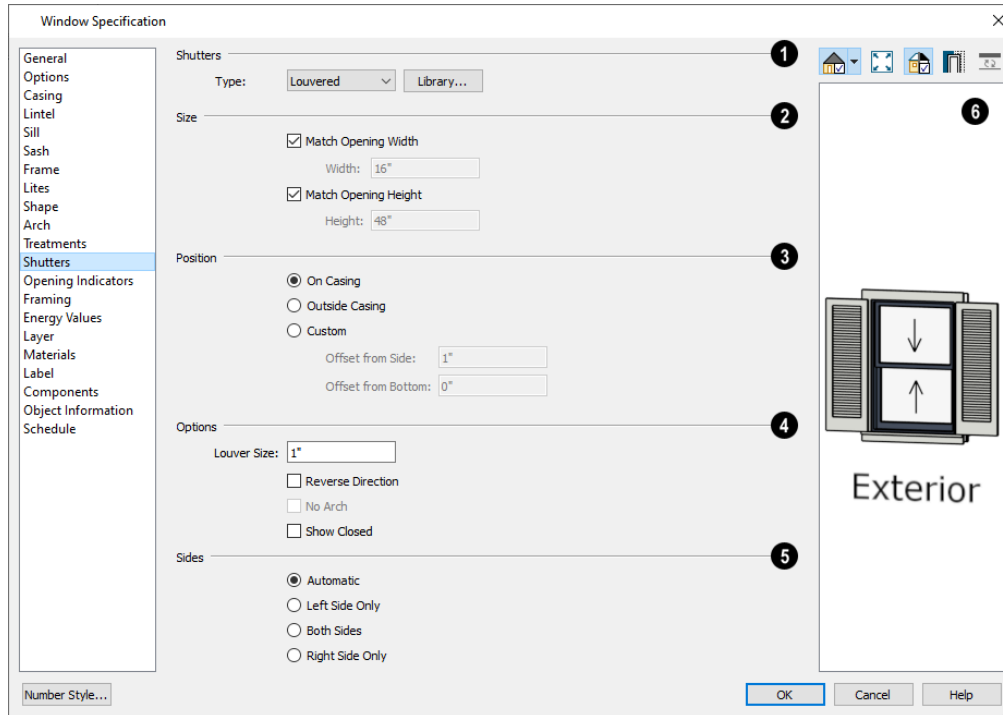 Window Specification
General
Options
Casing
Lintel
Sill
Sash
Frame
Lites
Shape
Arch
Treatments
Shutters
Opening Indicators
Framing
Energy Values
Layer
Materials
Label
Components
Object Information
Schedule
Shutters 1
Type: Louvered Library...
Size 2
Match Opening Width
Width: 16"
Match Opening Height
Height: 48"
Position 3
On Casing
Outside Casing
Custom
Offset from Side: 1"
Offset from Bottom: 0"
Options 4
Louver Size: 1"
Reverse Direction
No Arch
Show Closed
Sides 5
Automatic
Left Side Only
Both Sides
Right Side Only
6
Exterior
Number Style... OK Cancel Help